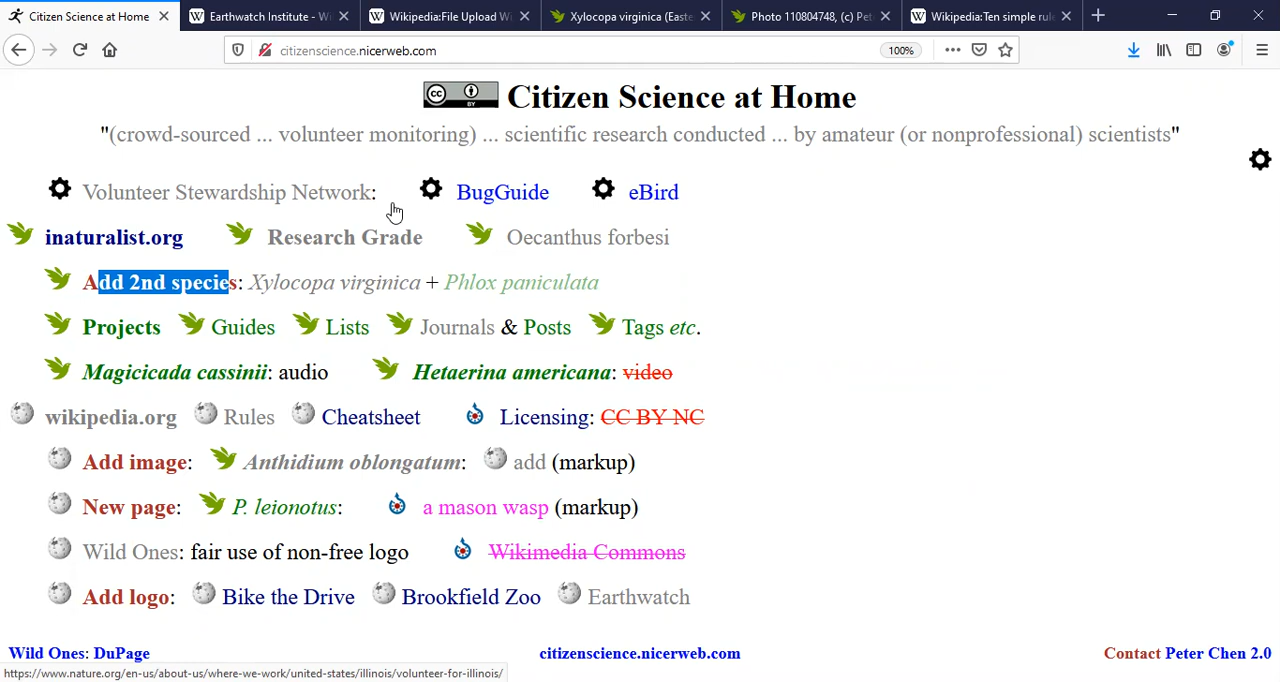 Citizen Science at Home
Earthwatch Institute - Wi
Wikipedia:File Upload W
Xylocopa virginica (Easte
Photo 110804748, (c) Pet
Wikipedia:Ten simple rule
citizenscience.nicerweb.com
100%
CC BY Citizen Science at Home
"(crowd-sourced ... volunteer monitoring) ... scientific research conducted ... by amateur (or nonprofessional) scientists"
Volunteer Stewardship Network: BugGuide eBird
inaturalist.org Research Grade Oecanthus forbesi
Add 2nd species: Xylocopa virginica + Phlox paniculata
Projects Guides Lists Journals & Posts Tags etc.
Magicicada cassinii: audio Hetaerina americana: video
wikipedia.org Rules Cheatsheet Licensing: CC BY NC
Add image: Anthidium oblongatum: add (markup)
New page: P. leionotus: a mason wasp (markup)
Wild Ones: fair use of non-free logo Wikimedia Commons
Add logo: Bike the Drive Brookfield Zoo Earthwatch
Wild Ones: DuPage citizenscience.nicerweb.com Contact Peter Chen 2.0
https://www.nature.org/en-us/about-us/where-we-work/united-states/illinois/volunteer-for-illinois/